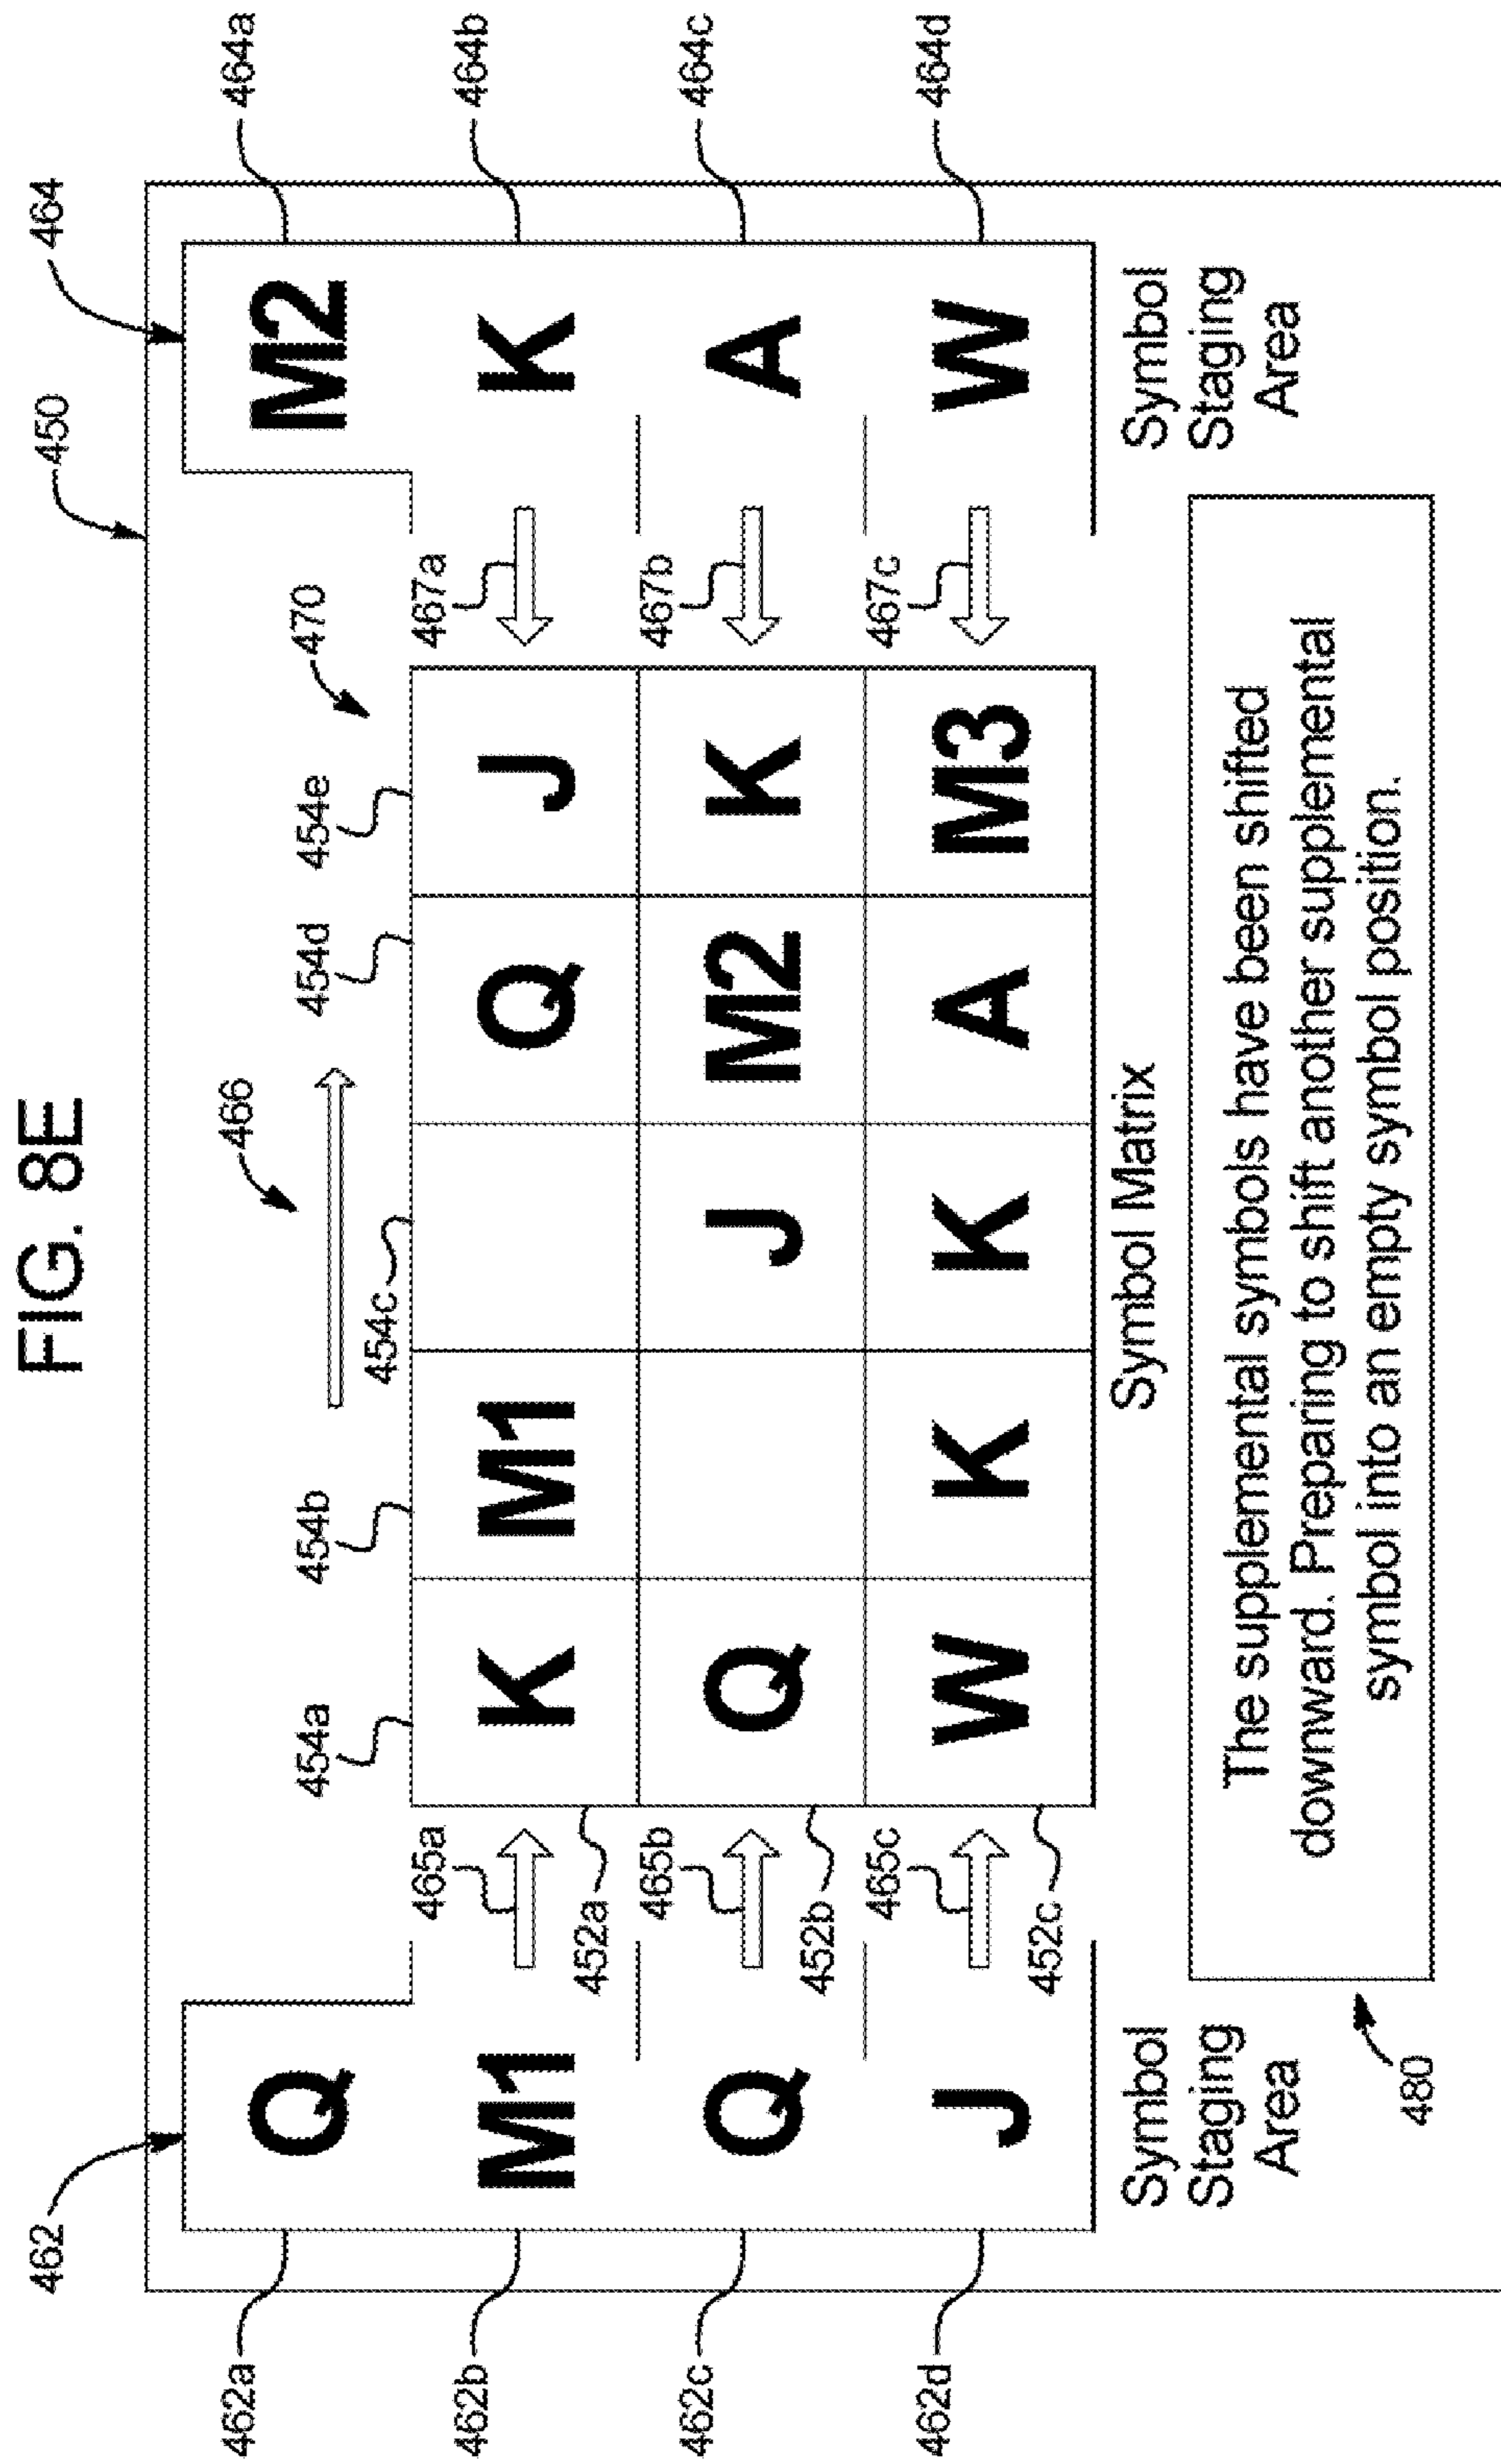 FIG. 8E
450
462
464
466
470
454a
454b
454c
454d
454e
462a
Q
M2
464a
462b
M1
465a
K
M1
Q
J
467a
K
464b
452a
462c
Q
465b
Q
J
M2
K
467b
A
464c
452b
462d
J
465c
W
K
K
A
M3
467c
W
464d
452c
Symbol
Staging
Area
Symbol Matrix
Symbol
Staging
Area
480
The supplemental symbols have been shifted
downward. Preparing to shift another supplemental
symbol into an empty symbol position.